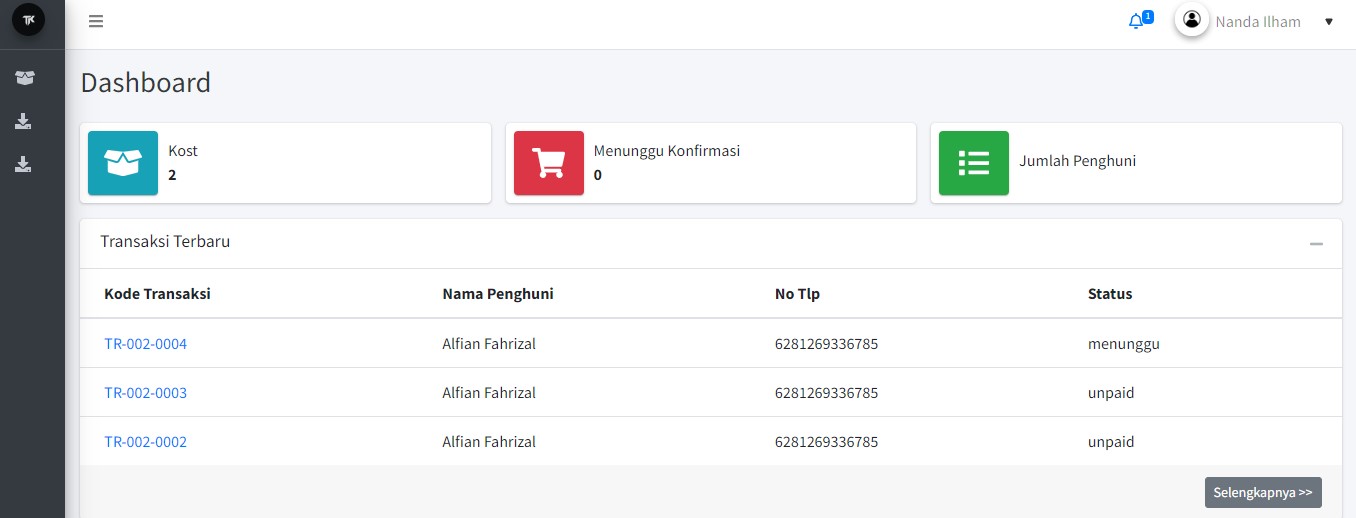 TK
1
Nanda Ilham
Dashboard
Kost
2
Menunggu Konfirmasi
0
Jumlah Penghuni
Transaksi Terbaru
Kode Transaksi Nama Penghuni No Tlp Status
TR-002-0004 Alfian Fahrizal 6281269336785 menunggu
TR-002-0003 Alfian Fahrizal 6281269336785 unpaid
TR-002-0002 Alfian Fahrizal 6281269336785 unpaid
Selengkapnya >>